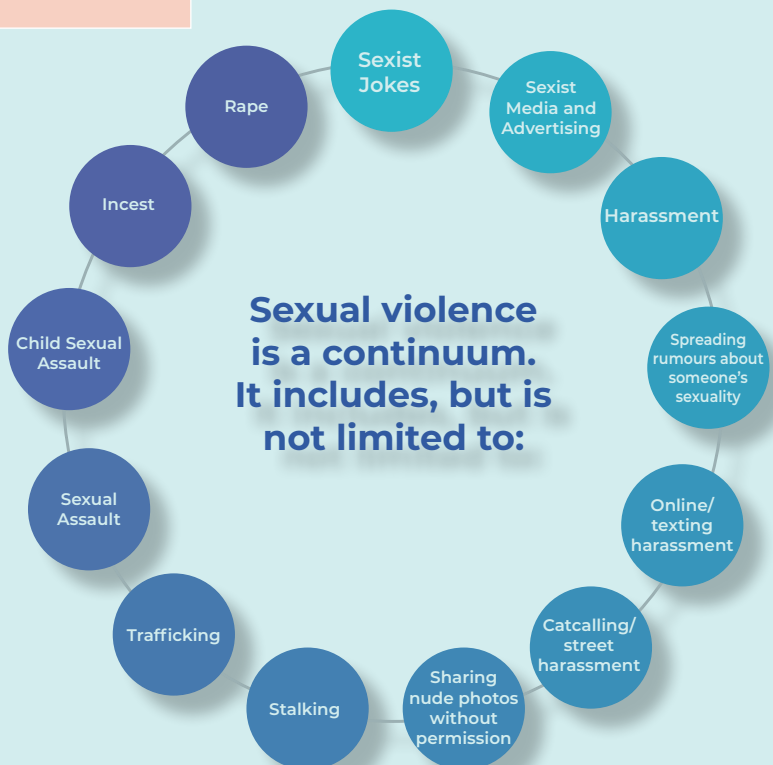 Sexual violence
is a continuum.
It includes, but is
not limited to:
Sexist
Jokes
Sexist
Media and
Advertising
Harassment
Spreading
rumours about
someone's
sexuality
Online/
texting
harassment
Catcalling/
street
harassment
Sharing
nude photos
without
permission
Stalking
Trafficking
Sexual
Assault
Child Sexual
Assault
Incest
Rape